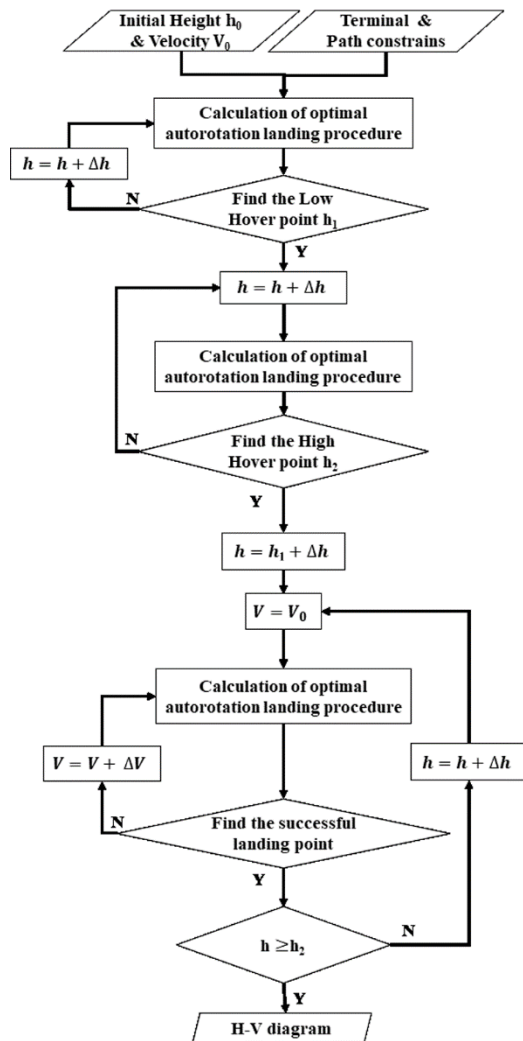 Initial Height h₀
& Velocity V₀
Terminal &
Path constrains
Calculation of optimal
autorotation landing procedure
h = h + Δh
N
Find the Low
Hover point h₁
Y
h = h + Δh
Calculation of optimal
autorotation landing procedure
N
Find the High
Hover point h₂
Y
h = h₁ + Δh
V = V₀
Calculation of optimal
autorotation landing procedure
V = V + ΔV
h = h + Δh
N
Find the successful
landing point
Y
N
h ≥h₂
Y
H-V diagram